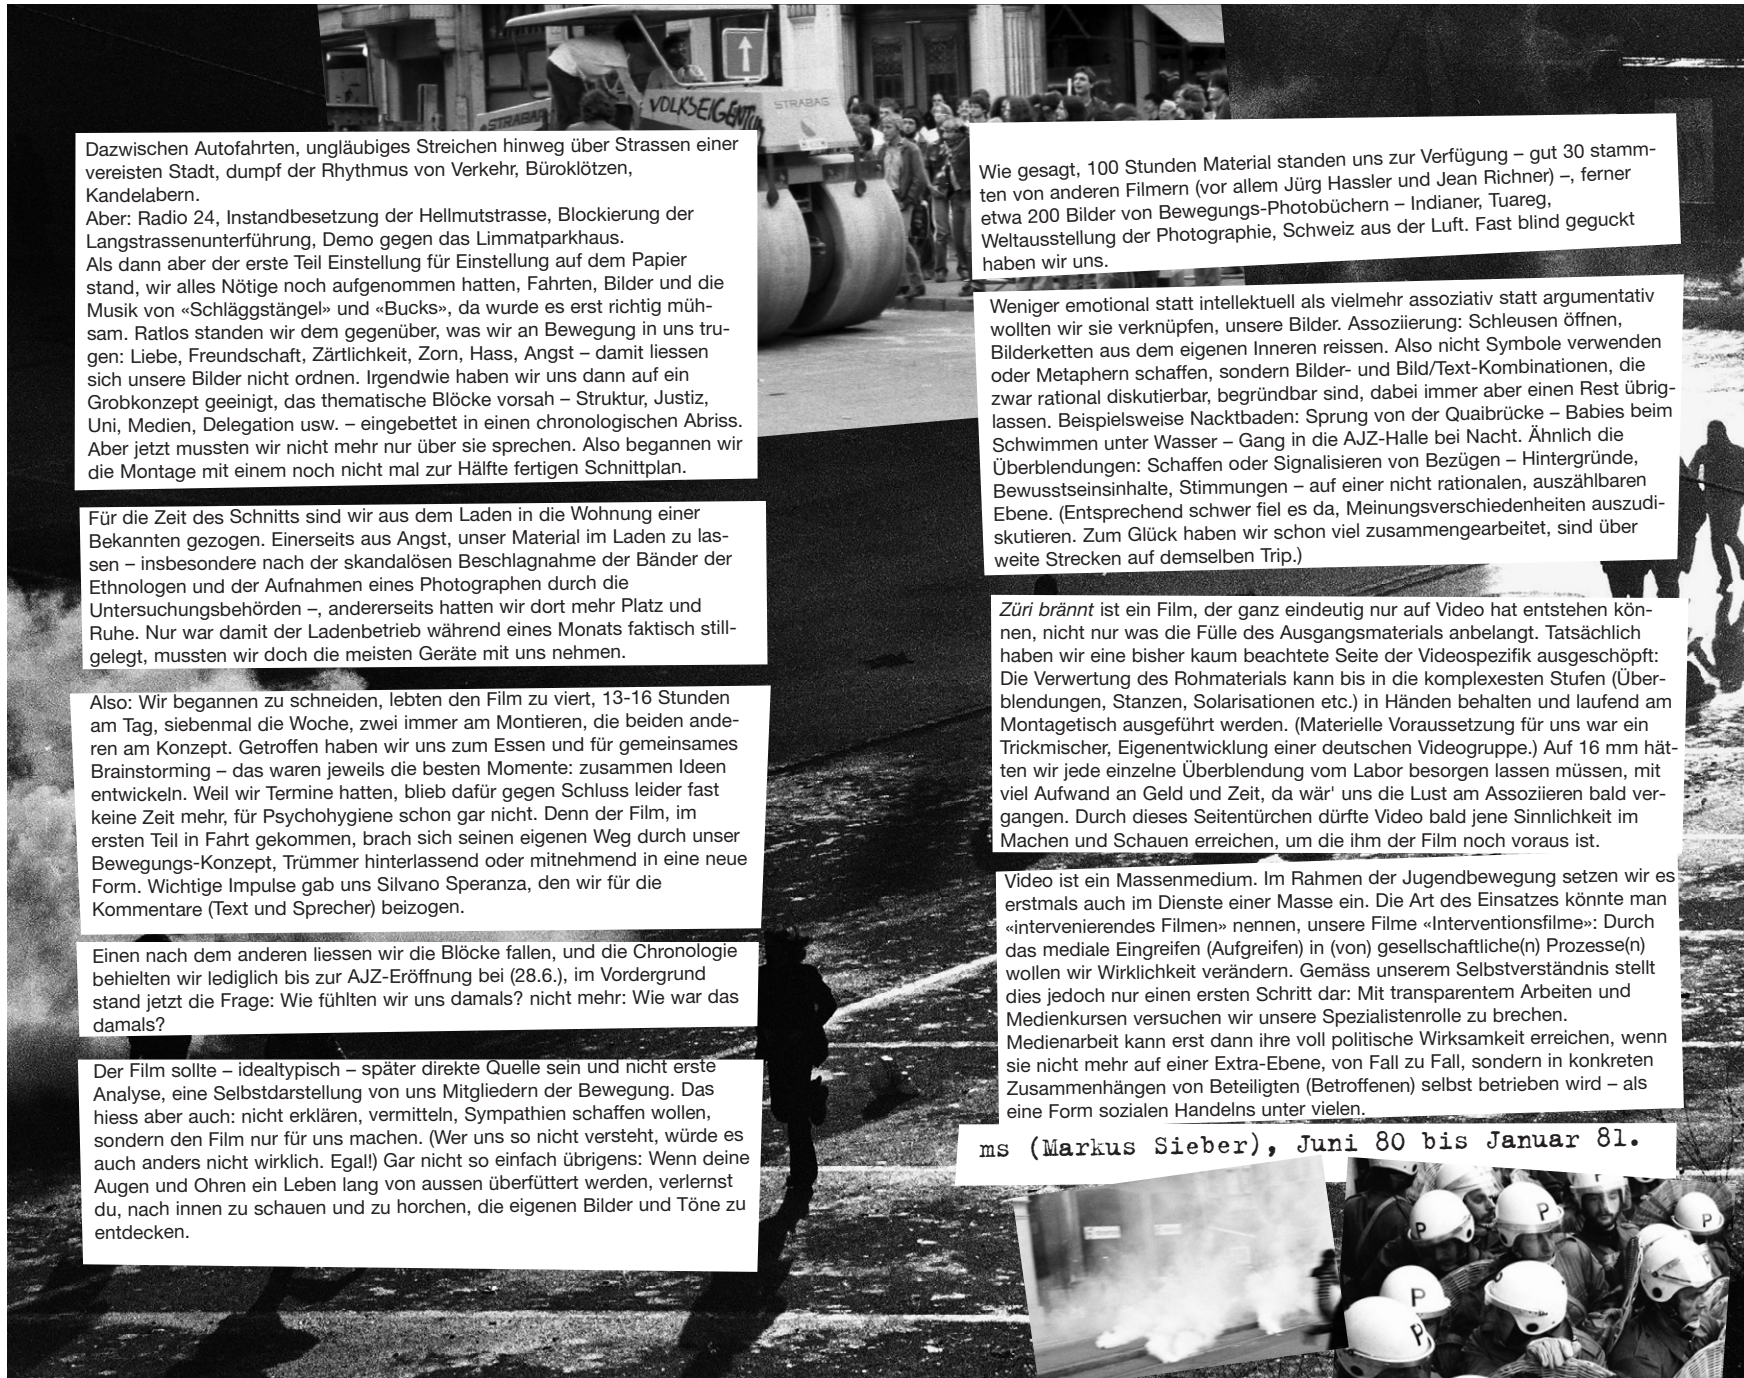 STRABAG
VOLKSEIGENTUM
STRABAG
Dazwischen Autofahrten, ungläubiges Streichen hinweg über Strassen einer
vereisten Stadt, dumpf der Rhythmus von Verkehr, Büroklötzen,
Kandelabern.
Aber: Radio 24, Instandbesetzung der Hellmutstrasse, Blockierung der
Langstrassenunterführung, Demo gegen das Limmatparkhaus.
Als dann aber der erste Teil Einstellung für Einstellung auf dem Papier
stand, wir alles Nötige noch aufgenommen hatten, Fahrten, Bilder und die
Musik von «Schläggstängel» und «Bucks», da wurde es erst richtig müh-
sam. Ratlos standen wir dem gegenüber, was wir an Bewegung in uns tru-
gen: Liebe, Freundschaft, Zärtlichkeit, Zorn, Hass, Angst – damit liessen
sich unsere Bilder nicht ordnen. Irgendwie haben wir uns dann auf ein
Grobkonzept geeinigt, das thematische Blöcke vorsah – Struktur, Justiz,
Uni, Medien, Delegation usw. – eingebettet in einen chronologischen Abriss.
Aber jetzt mussten wir nicht mehr nur über sie sprechen. Also begannen wir
die Montage mit einem noch nicht mal zur Hälfte fertigen Schnittplan.
Für die Zeit des Schnitts sind wir aus dem Laden in die Wohnung einer
Bekannten gezogen. Einerseits aus Angst, unser Material im Laden zu las-
sen – insbesondere nach der skandalösen Beschlagnahme der Bänder der
Ethnologen und der Aufnahmen eines Photographen durch die
Untersuchungsbehörden –, andererseits hatten wir dort mehr Platz und
Ruhe. Nur war damit der Ladenbetrieb während eines Monats faktisch still-
gelegt, mussten wir doch die meisten Geräte mit uns nehmen.
Also: Wir begannen zu schneiden, lebten den Film zu viert, 13-16 Stunden
am Tag, siebenmal die Woche, zwei immer am Montieren, die beiden ande-
ren am Konzept. Getroffen haben wir uns zum Essen und für gemeinsames
Brainstorming – das waren jeweils die besten Momente: zusammen Ideen
entwickeln. Weil wir Termine hatten, blieb dafür gegen Schluss leider fast
keine Zeit mehr, für Psychohygiene schon gar nicht. Denn der Film, im
ersten Teil in Fahrt gekommen, brach sich seinen eigenen Weg durch unser
Bewegungs-Konzept, Trümmer hinterlassend oder mitnehmend in eine neue
Form. Wichtige Impulse gab uns Silvano Speranza, den wir für die
Kommentare (Text und Sprecher) beizogen.
Einen nach dem anderen liessen wir die Blöcke fallen, und die Chronologie
behielten wir lediglich bis zur AJZ-Eröffnung bei (28.6.), im Vordergrund
stand jetzt die Frage: Wie fühlten wir uns damals? nicht mehr: Wie war das
damals?
Der Film sollte – idealtypisch – später direkte Quelle sein und nicht erste
Analyse, eine Selbstdarstellung von uns Mitgliedern der Bewegung. Das
hiess aber auch: nicht erklären, vermitteln, Sympathien schaffen wollen,
sondern den Film nur für uns machen. (Wer uns so nicht versteht, würde es
auch anders nicht wirklich. Egal!) Gar nicht so einfach übrigens: Wenn deine
Augen und Ohren ein Leben lang von aussen überfüttert werden, verlernst
du, nach innen zu schauen und zu horchen, die eigenen Bilder und Töne zu
entdecken.
Wie gesagt, 100 Stunden Material standen uns zur Verfügung – gut 30 stamm-
ten von anderen Filmern (vor allem Jürg Hassler und Jean Richner) –, ferner
etwa 200 Bilder von Bewegungs-Photobüchern – Indianer, Tuareg,
Weltausstellung der Photographie, Schweiz aus der Luft. Fast blind geguckt
haben wir uns.
Weniger emotional statt intellektuell als vielmehr assoziativ statt argumentativ
wollten wir sie verknüpfen, unsere Bilder. Assoziierung: Schleusen öffnen,
Bilderketten aus dem eigenen Inneren reissen. Also nicht Symbole verwenden
oder Metaphern schaffen, sondern Bilder- und Bild/Text-Kombinationen, die
zwar rational diskutierbar, begründbar sind, dabei immer aber einen Rest übrig-
lassen. Beispielsweise Nacktbaden: Sprung von der Quaibrücke – Babies beim
Schwimmen unter Wasser – Gang in die AJZ-Halle bei Nacht. Ähnlich die
Überblendungen: Schaffen oder Signalisieren von Bezügen – Hintergründe,
Bewusstseinsinhalte, Stimmungen – auf einer nicht rationalen, auszählbaren
Ebene. (Entsprechend schwer fiel es da, Meinungsverschiedenheiten auszudi-
skutieren. Zum Glück haben wir schon viel zusammengearbeitet, sind über
weite Strecken auf demselben Trip.)
Züri brännt ist ein Film, der ganz eindeutig nur auf Video hat entstehen kön-
nen, nicht nur was die Fülle des Ausgangsmaterials anbelangt. Tatsächlich
haben wir eine bisher kaum beachtete Seite der Videospezifik ausgeschöpft:
Die Verwertung des Rohmaterials kann bis in die komplexesten Stufen (Über-
blendungen, Stanzen, Solarisationen etc.) in Händen behalten und laufend am
Montagetisch ausgeführt werden. (Materielle Voraussetzung für uns war ein
Trickmischer, Eigenentwicklung einer deutschen Videogruppe.) Auf 16 mm hät-
ten wir jede einzelne Überblendung vom Labor besorgen lassen müssen, mit
viel Aufwand an Geld und Zeit, da wär' uns die Lust am Assoziieren bald ver-
gangen. Durch dieses Seitentürchen dürfte Video bald jene Sinnlichkeit im
Machen und Schauen erreichen, um die ihm der Film noch voraus ist.
Video ist ein Massenmedium. Im Rahmen der Jugendbewegung setzen wir es
erstmals auch im Dienste einer Masse ein. Die Art des Einsatzes könnte man
«intervenierendes Filmen» nennen, unsere Filme «Interventionsfilme»: Durch
das mediale Eingreifen (Aufgreifen) in (von) gesellschaftliche(n) Prozesse(n)
wollen wir Wirklichkeit verändern. Gemäss unserem Selbstverständnis stellt
dies jedoch nur einen ersten Schritt dar: Mit transparentem Arbeiten und
Medienkursen versuchen wir unsere Spezialistenrolle zu brechen.
Medienarbeit kann erst dann ihre voll politische Wirksamkeit erreichen, wenn
sie nicht mehr auf einer Extra-Ebene, von Fall zu Fall, sondern in konkreten
Zusammenhängen von Beteiligten (Betroffenen) selbst betrieben wird – als
eine Form sozialen Handelns unter vielen.
ms (Markus Sieber), Juni 80 bis Januar 81.
P
P
P
P
P